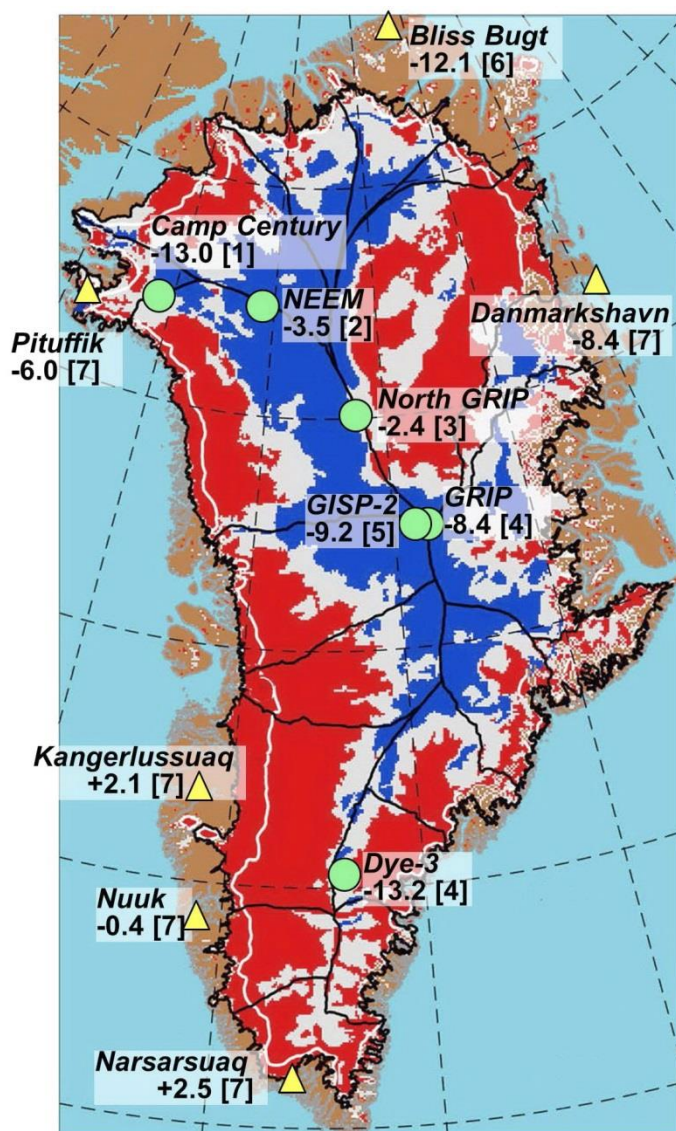 Bliss Bugt
-12.1 [6]
Camp Century
-13.0 [1]
NEEM
-3.5 [2]
Danmarkshavn
-8.4 [7]
Pituffik
-6.0 [7]
North GRIP
-2.4 [3]
GISP-2
-9.2 [5]
GRIP
-8.4 [4]
Kangerlussuaq
+2.1 [7]
Dye-3
-13.2 [4]
Nuuk
-0.4 [7]
Narsarsuaq
+2.5 [7]